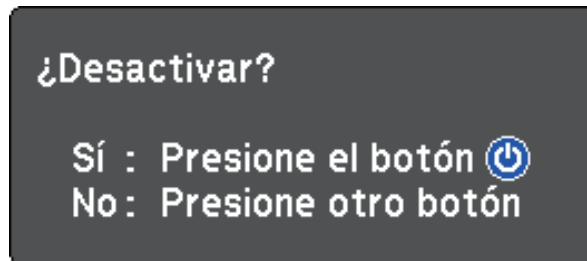 ¿Desactivar?
Sí : Presione el botón
No : Presione otro botón